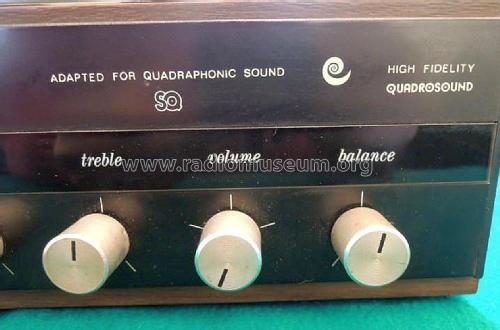 ADAPTED FOR QUADRAPHONIC SOUND
SQ
HIGH FIDELITY
QUADROSOUND
treble volume balance
www.radiomuseum.org